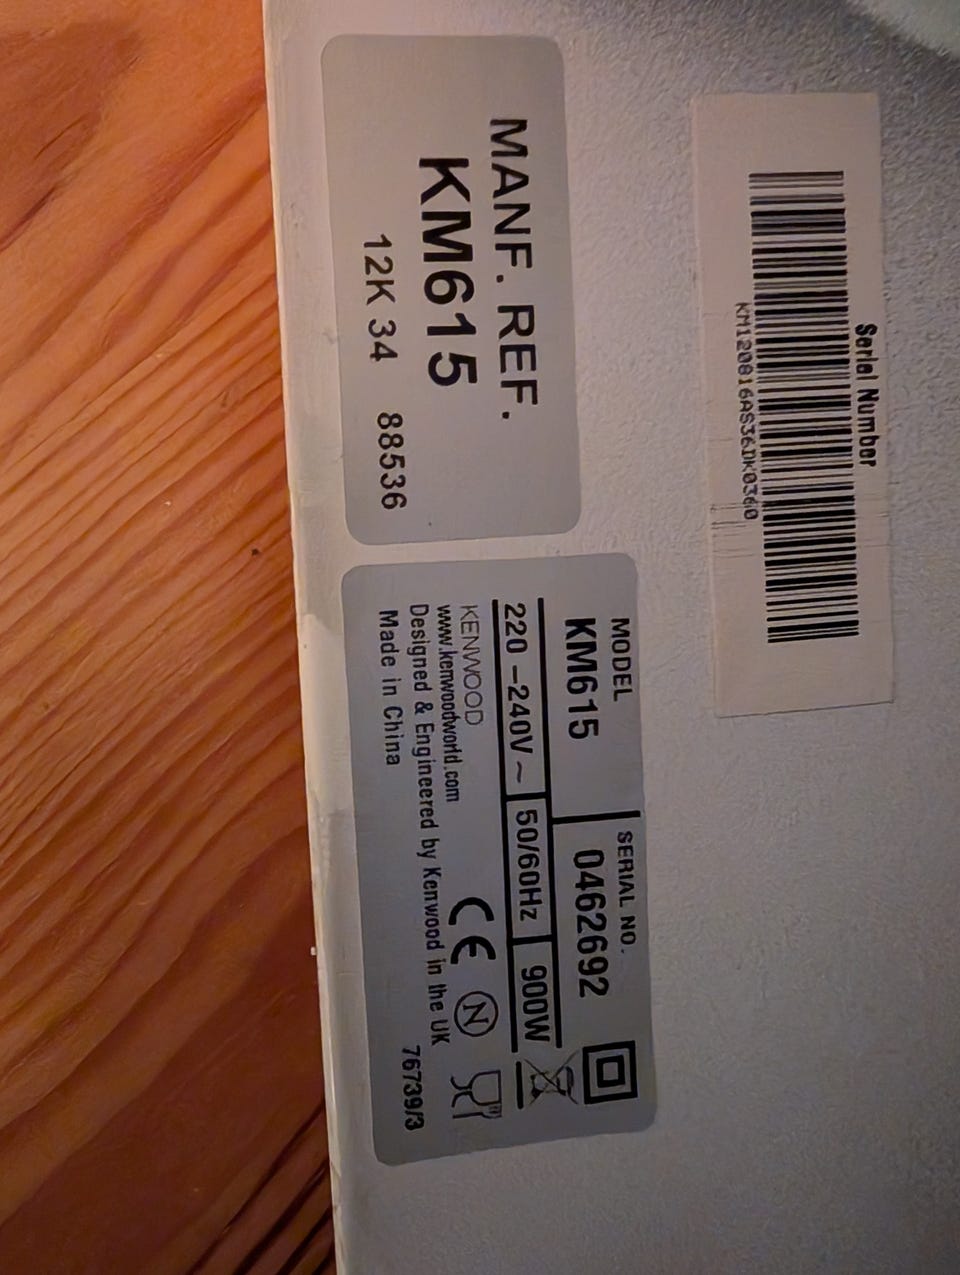 MANF. REF.
KM615
12K 34 88536
Serial Number
KM120816AS36DK0360
MODEL
KM615
SERIAL NO.
0462692
220 -240V ~ 50/60Hz 900W
KENWOOD
www.kenwoodworld.com
Designed & Engineered by Kenwood in the UK
Made in China
CE N
76739/3